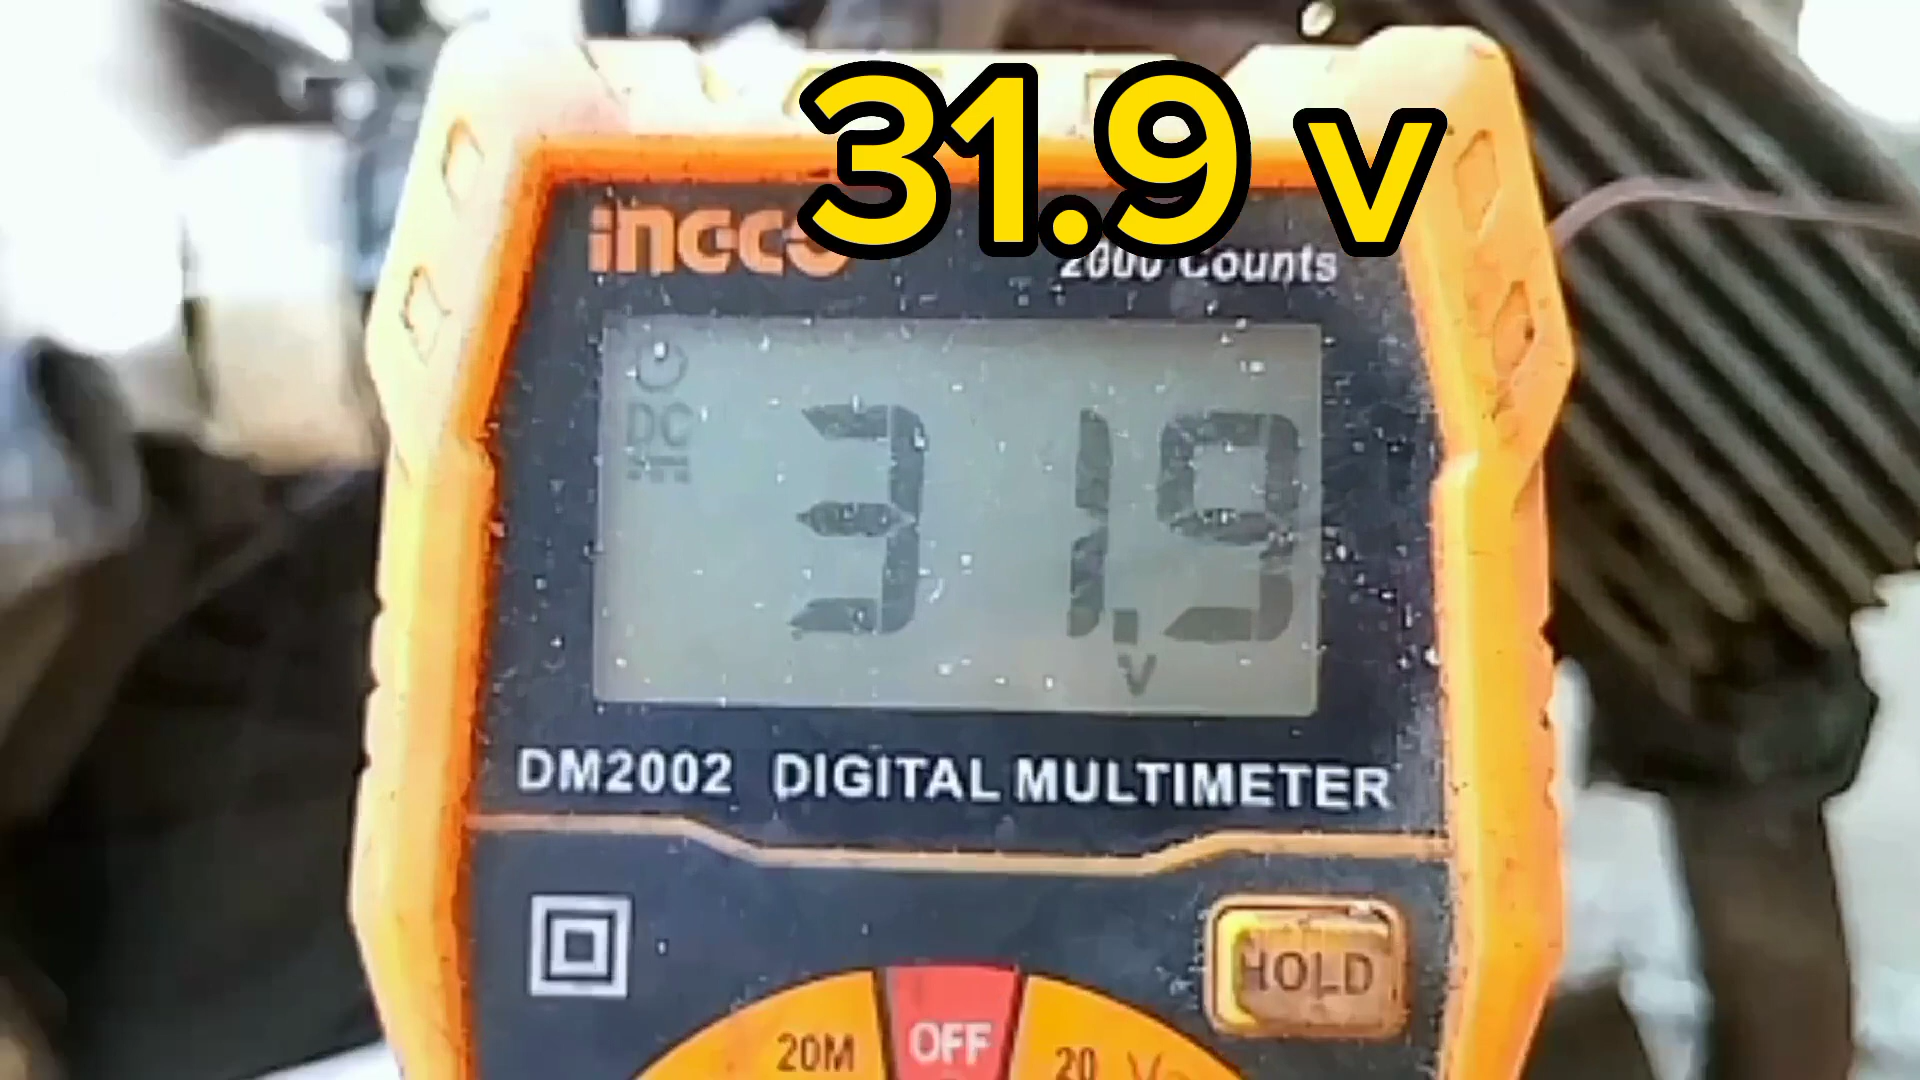 31.9 v
ingco
2000 Counts
DC
31.9
V
DM2002 DIGITAL MULTIMETER
HOLD
20M
OFF
20